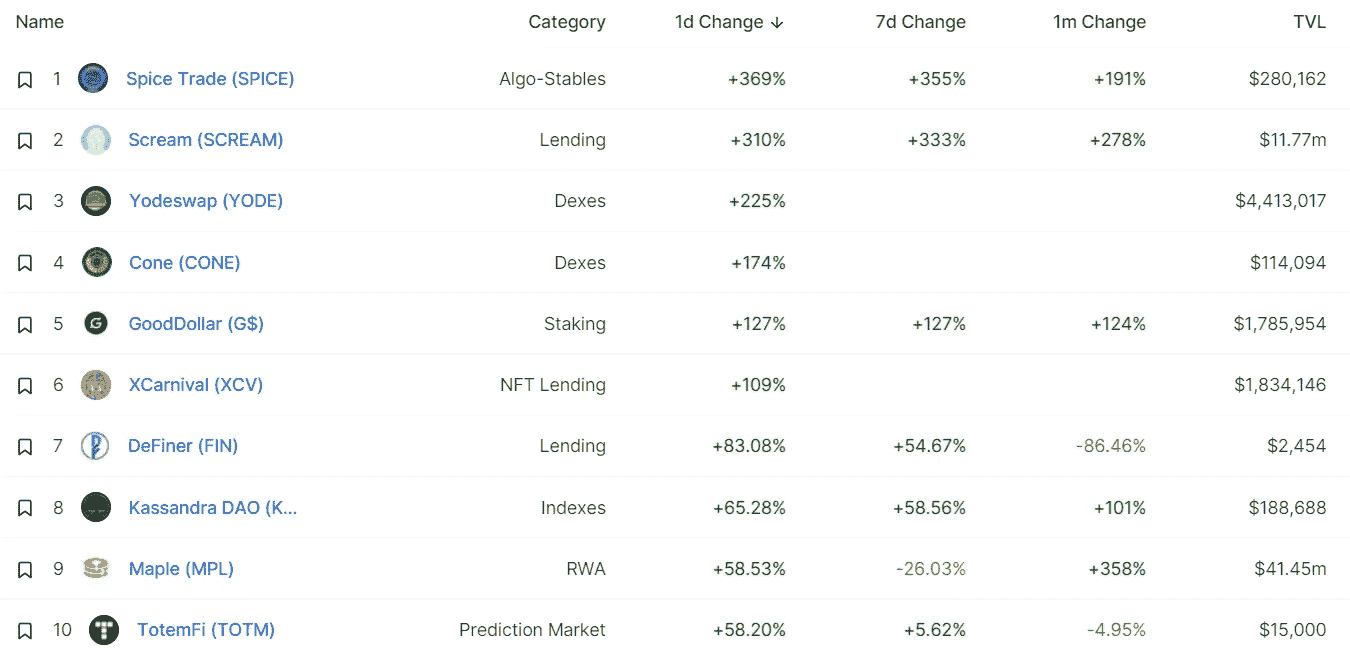 Name Category 1d Change ↓ 7d Change 1m Change TVL
1 Spice Trade (SPICE) Algo-Stables +369% +355% +191% $280,162
2 Scream (SCREAM) Lending +310% +333% +278% $11.77m
3 Yodeswap (YODE) Dexes +225% $4,413,017
4 Cone (CONE) Dexes +174% $114,094
5 GoodDollar (G$) Staking +127% +127% +124% $1,785,954
6 XCarnival (XCV) NFT Lending +109% $1,834,146
7 DeFiner (FIN) Lending +83.08% +54.67% -86.46% $2,454
8 Kassandra DAO (K... Indexes +65.28% +58.56% +101% $188,688
9 Maple (MPL) RWA +58.53% -26.03% +358% $41.45m
10 TotemFi (TOTM) Prediction Market +58.20% +5.62% -4.95% $15,000